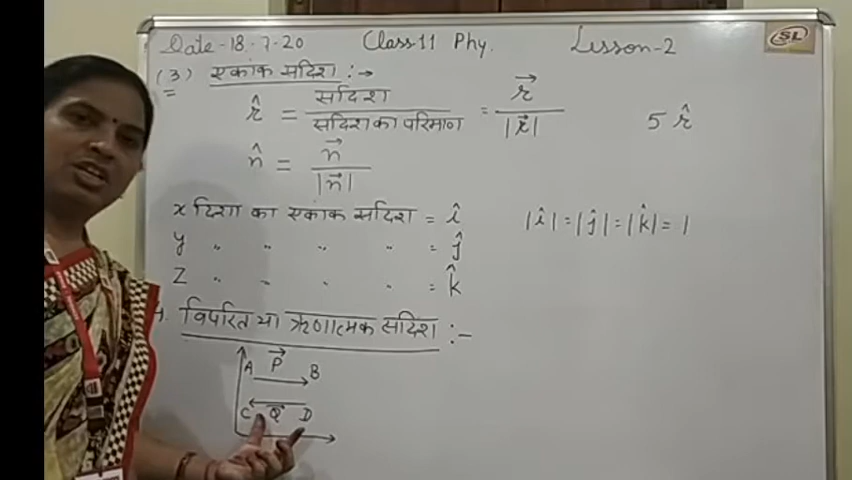 Date-18.7-20 Class-11 Phy. Lesson-2 SL
(3) एकांक सदिश :→
r̂ = सदिश / सदिश का परिमाण = r⃗ / |r⃗| 5 r̂
n̂ = n⃗ / |n⃗|
x दिशा का एकांक सदिश = î |î| = |ĵ| = |k̂| = 1
y " " " " = ĵ
z " " " " = k̂
4. विपरित या ऋणात्मक सदिश :-
A P⃗ B
C Q⃗ D